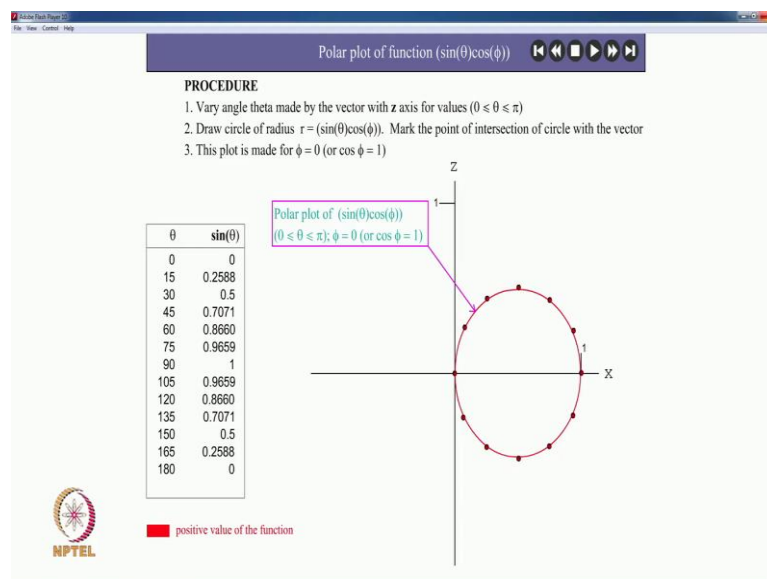 Adobe Flash Player 10
File View Control Help
Polar plot of function (sin(θ)cos(ϕ))
PROCEDURE
1. Vary angle theta made by the vector with z axis for values (0 ⩽ θ ⩽ π)
2. Draw circle of radius r = (sin(θ)cos(ϕ)). Mark the point of intersection of circle with the vector
3. This plot is made for ϕ = 0 (or cos ϕ = 1)
Z
1
Polar plot of (sin(θ)cos(ϕ))
(0 ⩽ θ ⩽ π); ϕ = 0 (or cos ϕ = 1)
θ sin(θ)
0 0
15 0.2588
30 0.5
45 0.7071
60 0.8660
75 0.9659
90 1
105 0.9659
120 0.8660
135 0.7071
150 0.5
165 0.2588
180 0
1
X
positive value of the function
NPTEL